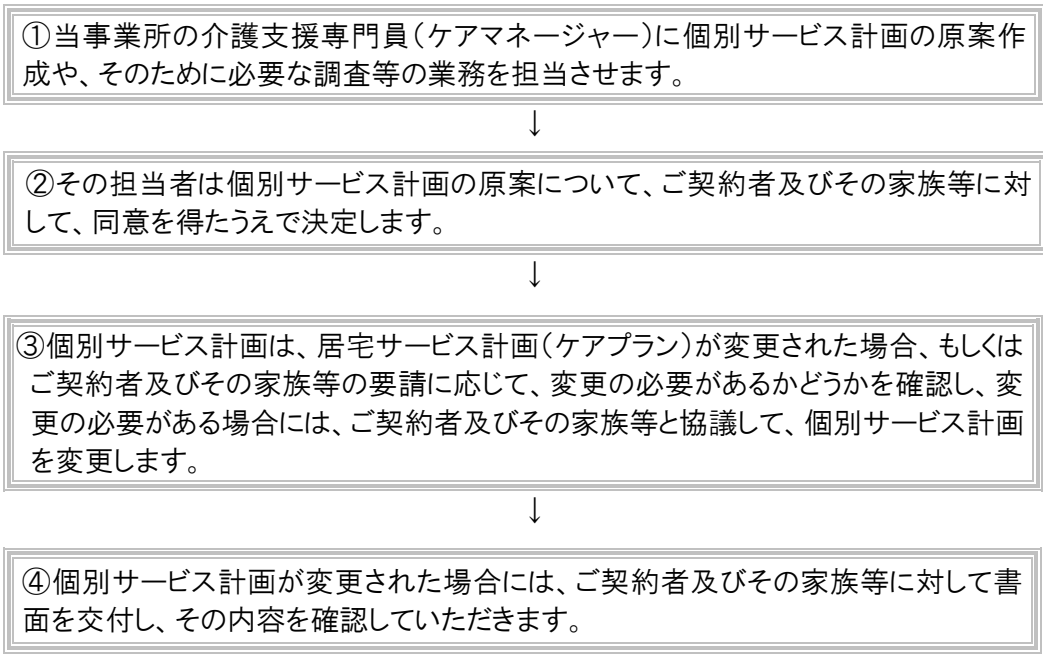 ①当事業所の介護支援専門員(ケアマネージャー)に個別サービス計画の原案作
成や、そのために必要な調査等の業務を担当させます。
↓
②その担当者は個別サービス計画の原案について、ご契約者及びその家族等に対
して、同意を得たうえで決定します。
↓
③個別サービス計画は、居宅サービス計画(ケアプラン)が変更された場合、もしくは
ご契約者及びその家族等の要請に応じて、変更の必要があるかどうかを確認し、変
更の必要がある場合には、ご契約者及びその家族等と協議して、個別サービス計画
を変更します。
↓
④個別サービス計画が変更された場合には、ご契約者及びその家族等に対して書
面を交付し、その内容を確認していただきます。